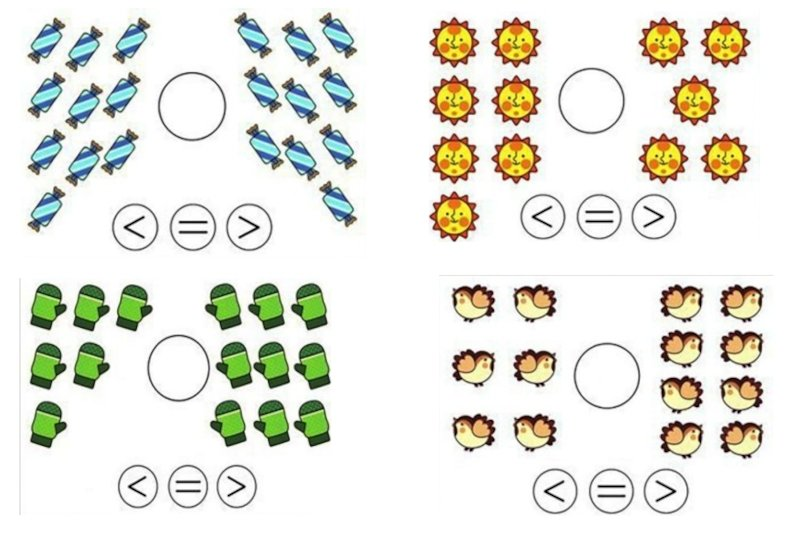 < = >
< = >
< = >
< = >